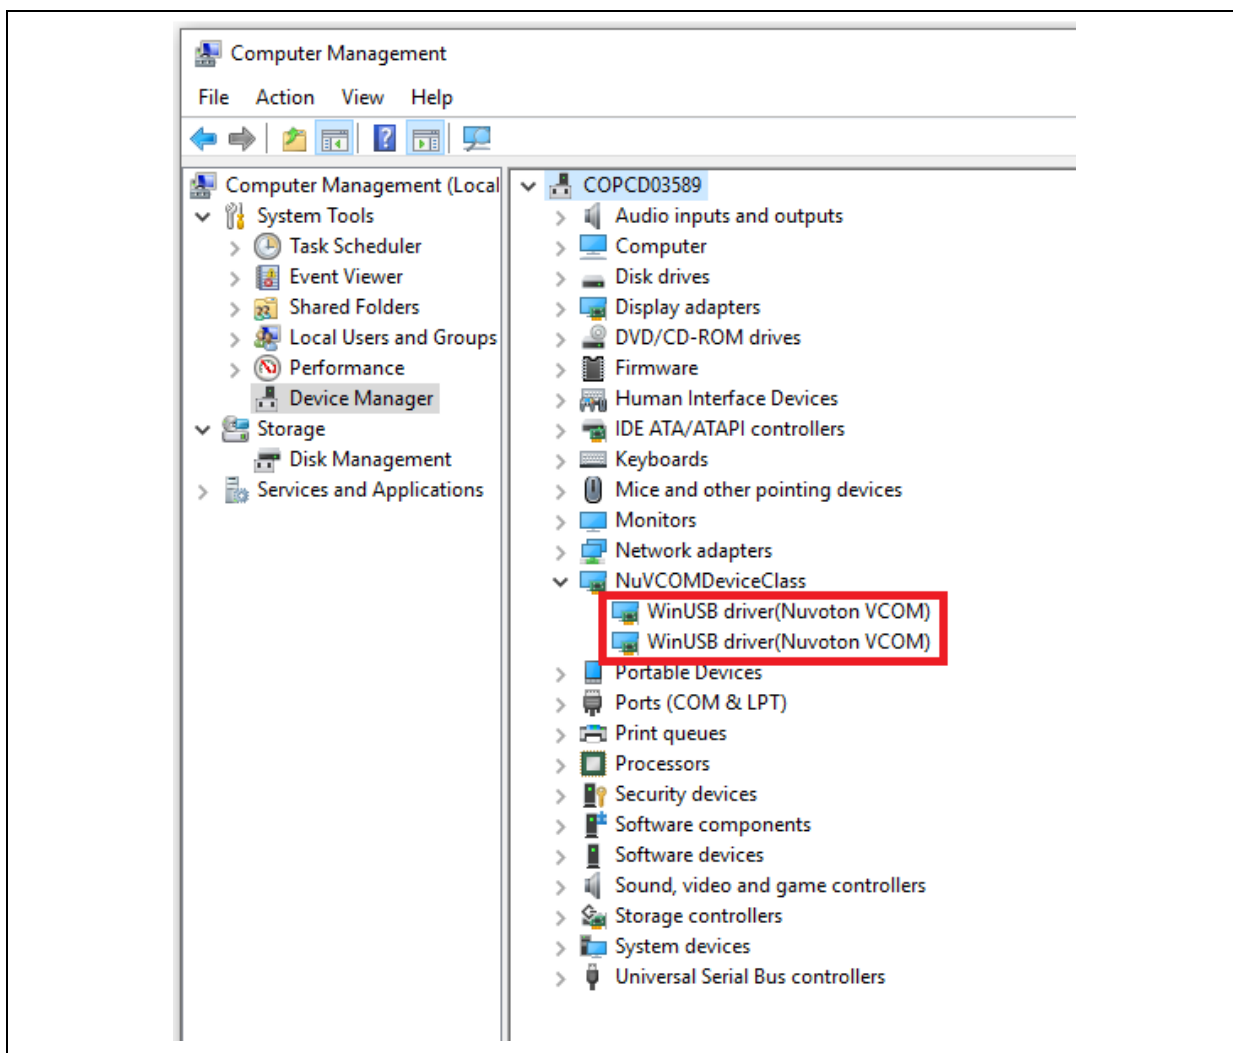 Computer Management
File Action View Help
Computer Management (Local
System Tools
Task Scheduler
Event Viewer
Shared Folders
Local Users and Groups
Performance
Device Manager
Storage
Disk Management
Services and Applications
COPCD03589
Audio inputs and outputs
Computer
Disk drives
Display adapters
DVD/CD-ROM drives
Firmware
Human Interface Devices
IDE ATA/ATAPI controllers
Keyboards
Mice and other pointing devices
Monitors
Network adapters
NuVCOMDeviceClass
WinUSB driver(Nuvoton VCOM)
WinUSB driver(Nuvoton VCOM)
Portable Devices
Ports (COM & LPT)
Print queues
Processors
Security devices
Software components
Software devices
Sound, video and game controllers
Storage controllers
System devices
Universal Serial Bus controllers